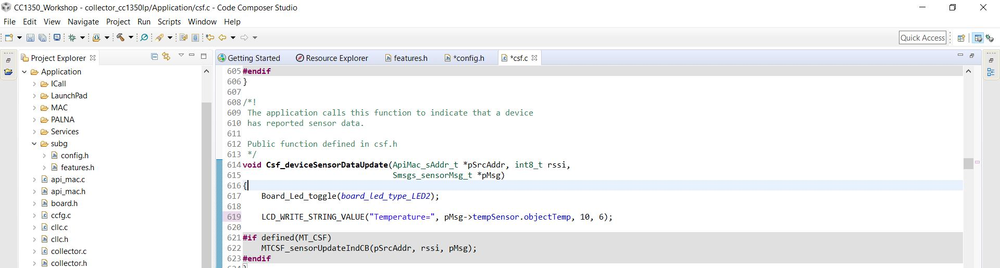 CC1350_Workshop - collector_cc1350lp/Application/csf.c - Code Composer Studio
File Edit View Navigate Project Run Scripts Window Help
Quick Access
Project Explorer
Application
ICall
LaunchPad
MAC
PALNA
Services
subg
config.h
features.h
api_mac.c
api_mac.h
board.h
ccfg.c
cllc.c
cllc.h
collector.c
collector.h
Getting Started Resource Explorer features.h *config.h *csf.c
605 #endif
606 }
607
608 /*!
609 The application calls this function to indicate that a device
610 has reported sensor data.
611
612 Public function defined in csf.h
613 */
614 void Csf_deviceSensorDataUpdate(ApiMac_sAddr_t *pSrcAddr, int8_t rssi,
615 Smsgs_sensorMsg_t *pMsg)
616 {
617 Board_Led_toggle(board_led_type_LED2);
618
619 LCD_WRITE_STRING_VALUE("Temperature=", pMsg->tempSensor.objectTemp, 10, 6);
620
621 #if defined(MT_CSF)
622 MTCSF_sensorUpdateIndCB(pSrcAddr, rssi, pMsg);
623 #endif